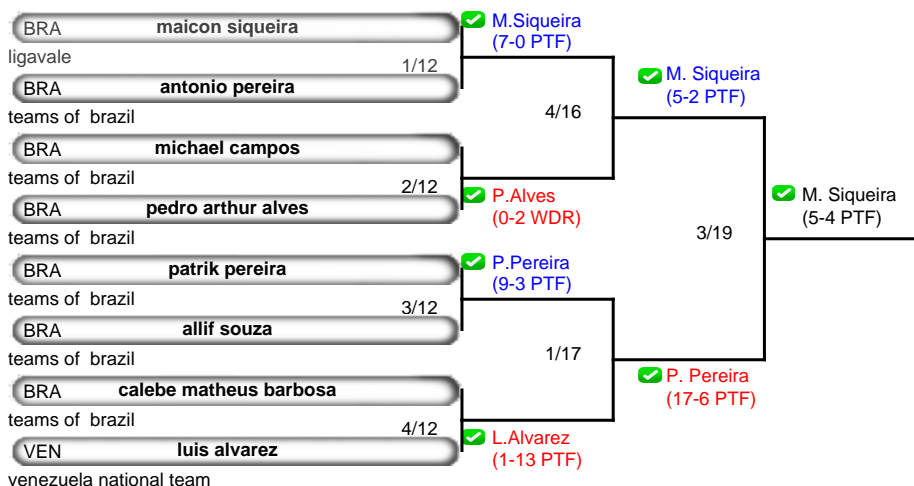 BRA maicon siqueira
ligavale
1/12
BRA antonio pereira
teams of brazil
M.Siqueira
(7-0 PTF)
4/16
BRA michael campos
teams of brazil
2/12
BRA pedro arthur alves
teams of brazil
P.Alves
(0-2 WDR)
M. Siqueira
(5-2 PTF)
3/19
M. Siqueira
(5-4 PTF)
BRA patrik pereira
teams of brazil
3/12
BRA allif souza
teams of brazil
P.Pereira
(9-3 PTF)
1/17
BRA calebe matheus barbosa
teams of brazil
4/12
VEN luis alvarez
venezuela national team
L.Alvarez
(1-13 PTF)
P. Pereira
(17-6 PTF)